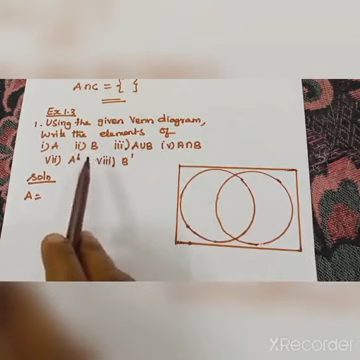 A∩C = { }
Ex 1.3
1. Using the given Venn diagram,
Write the elements of
i) A ii) B iii) A∪B iv) A∩B
vii) A' viii) B'
Soln
A =
XRecorder